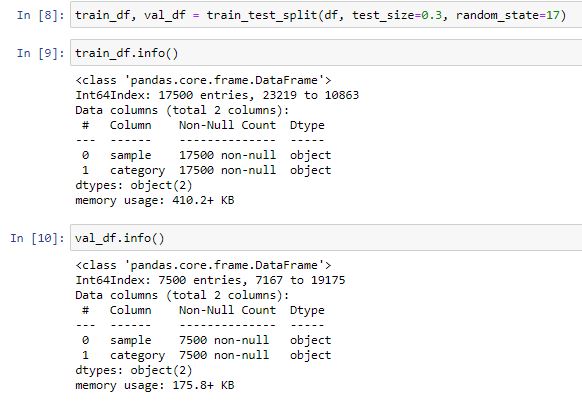 In [8]: train_df, val_df = train_test_split(df, test_size=0.3, random_state=17)
In [9]: train_df.info()
<class 'pandas.core.frame.DataFrame'>
Int64Index: 17500 entries, 23219 to 10863
Data columns (total 2 columns):
 #   Column    Non-Null Count  Dtype
---  ------    --------------  -----
 0   sample    17500 non-null  object
 1   category  17500 non-null  object
dtypes: object(2)
memory usage: 410.2+ KB
In [10]: val_df.info()
<class 'pandas.core.frame.DataFrame'>
Int64Index: 7500 entries, 7167 to 19175
Data columns (total 2 columns):
 #   Column    Non-Null Count  Dtype
---  ------    --------------  -----
 0   sample    7500 non-null   object
 1   category  7500 non-null   object
dtypes: object(2)
memory usage: 175.8+ KB